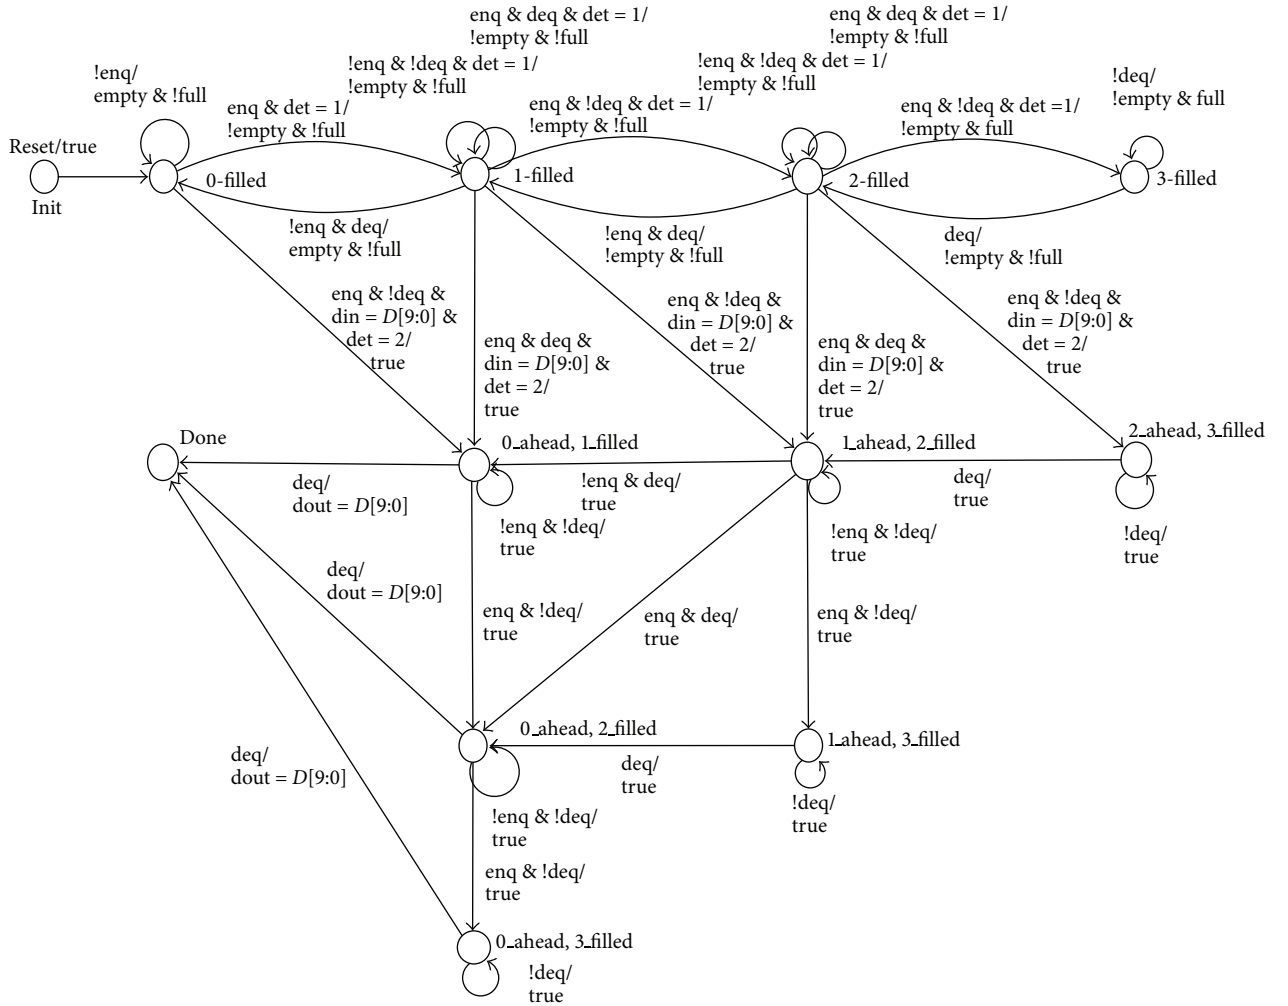 enq & deq & det = 1/
!empty & !full
enq & deq & det = 1/
!empty & !full
!enq/
empty & !full
!enq & !deq & det = 1/
!empty & !full
!enq & !deq & det = 1/
!empty & !full
!deq/
!empty & full
enq & det = 1/
!empty & !full
enq & !deq & det = 1/
!empty & !full
enq & !deq & det =1/
!empty & full
Reset/true
Init
0-filled
1-filled
2-filled
3-filled
!enq & deq/
empty & !full
!enq & deq/
!empty & !full
deq/
!empty & !full
enq & !deq &
din = D[9:0] &
det = 2/
true
enq & deq &
din = D[9:0] &
det = 2/
true
enq & !deq &
din = D[9:0] &
det = 2/
true
enq & deq &
din = D[9:0] &
det = 2/
true
enq & !deq &
din = D[9:0] &
det = 2/
true
Done
0_ahead, 1_filled
1_ahead, 2_filled
2_ahead, 3_filled
deq/
dout = D[9:0]
!enq & deq/
true
deq/
true
!enq & !deq/
true
!enq & !deq/
true
!deq/
true
deq/
dout = D[9:0]
enq & !deq/
true
enq & deq/
true
enq & !deq/
true
0_ahead, 2_filled
1_ahead, 3_filled
deq/
dout = D[9:0]
deq/
true
!enq & !deq/
true
!deq/
true
enq & !deq/
true
0_ahead, 3_filled
!deq/
true